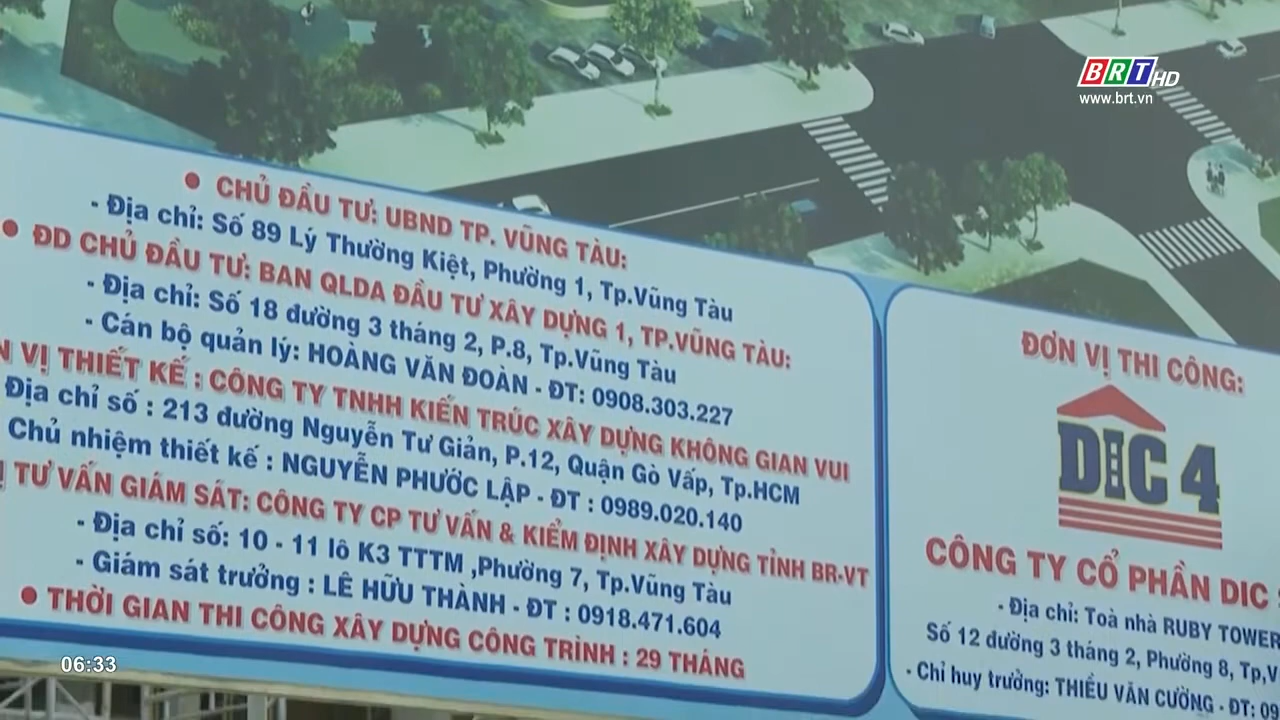 BRT HD
www.brt.vn
• CHỦ ĐẦU TƯ: UBND TP. VŨNG TÀU:
- Địa chỉ: Số 89 Lý Thường Kiệt, Phường 1, Tp.Vũng Tàu
• ĐD CHỦ ĐẦU TƯ: BAN QLDA ĐẦU TƯ XÂY DỰNG 1, TP.VŨNG TÀU:
- Địa chỉ: Số 18 đường 3 tháng 2, P.8, Tp.Vũng Tàu
- Cán bộ quản lý: HOÀNG VĂN ĐOÀN - ĐT: 0908.303.227
VỊ THIẾT KẾ : CÔNG TY TNHH KIẾN TRÚC XÂY DỰNG KHÔNG GIAN VUI
Địa chỉ số : 213 đường Nguyễn Tư Giản, P.12, Quận Gò Vấp, Tp.HCM
Chủ nhiệm thiết kế : NGUYỄN PHƯỚC LẬP - ĐT : 0989.020.140
TƯ VẤN GIÁM SÁT: CÔNG TY CP TƯ VẤN & KIỂM ĐỊNH XÂY DỰNG TỈNH BR-VT
- Địa chỉ số: 10 - 11 lô K3 TTTM ,Phường 7, Tp.Vũng Tàu
- Giám sát trưởng : LÊ HỮU THÀNH - ĐT : 0918.471.604
• THỜI GIAN THI CÔNG XÂY DỰNG CÔNG TRÌNH : 29 THÁNG
ĐƠN VỊ THI CÔNG:
DIC 4
CÔNG TY CỔ PHẦN DIC
- Địa chỉ: Toà nhà RUBY TOWER
Số 12 đường 3 tháng 2, Phường 8, Tp,V
- Chỉ huy trưởng: THIỀU VĂN CƯỜNG - ĐT: 09
06:33